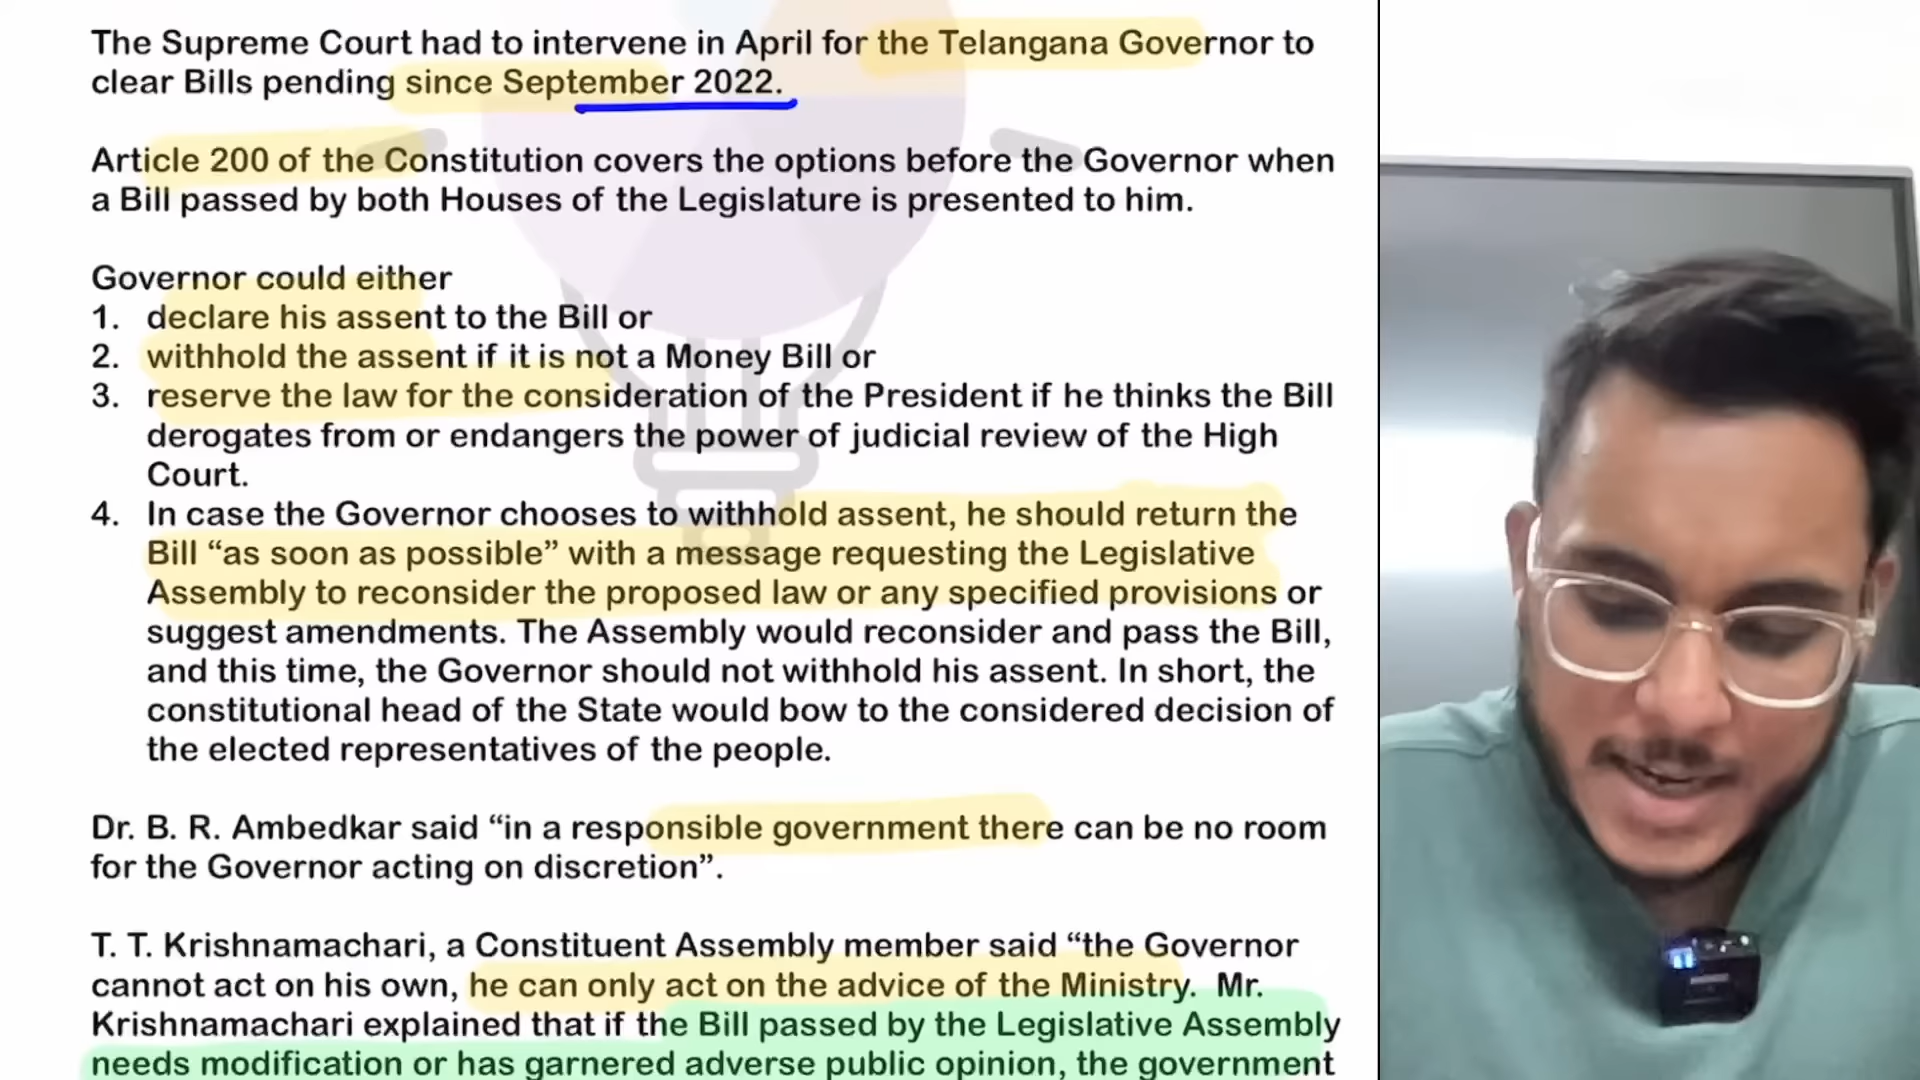 The Supreme Court had to intervene in April for the Telangana Governor to
clear Bills pending since September 2022.
Article 200 of the Constitution covers the options before the Governor when
a Bill passed by both Houses of the Legislature is presented to him.
Governor could either
1. declare his assent to the Bill or
2. withhold the assent if it is not a Money Bill or
3. reserve the law for the consideration of the President if he thinks the Bill
derogates from or endangers the power of judicial review of the High
Court.
4. In case the Governor chooses to withhold assent, he should return the
Bill “as soon as possible” with a message requesting the Legislative
Assembly to reconsider the proposed law or any specified provisions or
suggest amendments. The Assembly would reconsider and pass the Bill,
and this time, the Governor should not withhold his assent. In short, the
constitutional head of the State would bow to the considered decision of
the elected representatives of the people.
Dr. B. R. Ambedkar said “in a responsible government there can be no room
for the Governor acting on discretion”.
T. T. Krishnamachari, a Constituent Assembly member said “the Governor
cannot act on his own, he can only act on the advice of the Ministry. Mr.
Krishnamachari explained that if the Bill passed by the Legislative Assembly
needs modification or has garnered adverse public opinion, the government